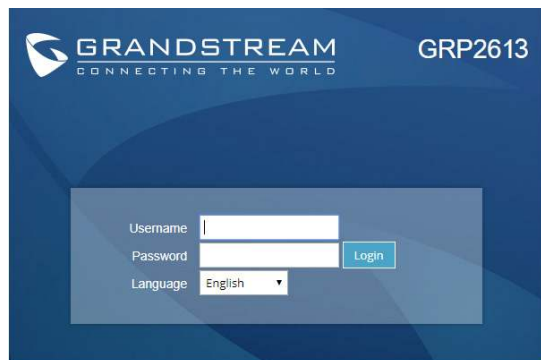 GRANDSTREAM
CONNECTING THE WORLD
GRP2613
Username
Password
Login
Language
English